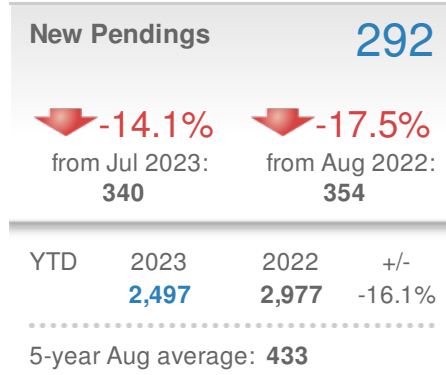 New Pendings 292
-14.1% -17.5%
from Jul 2023: from Aug 2022:
340 354
YTD 2023 2022 +/-
2,497 2,977 -16.1%
5-year Aug average: 433